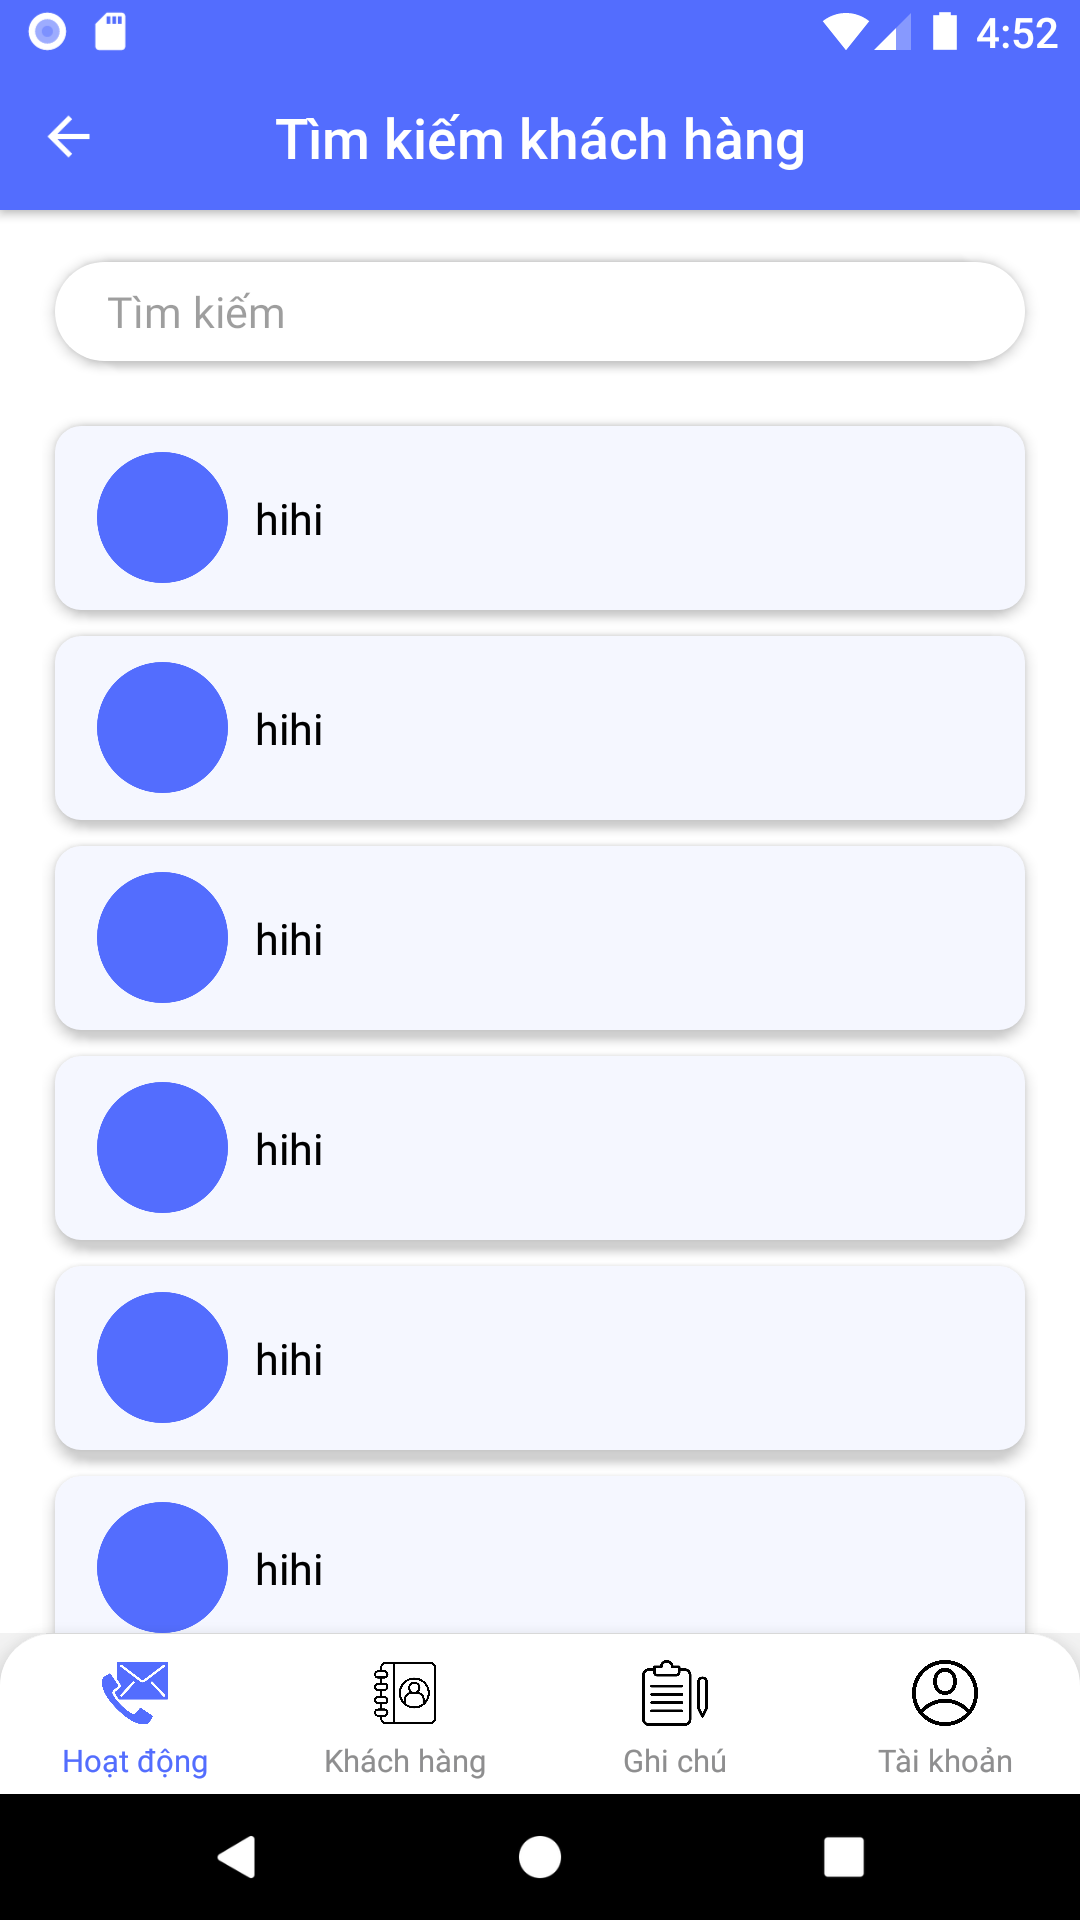 4:52
Tìm kiếm khách hàng
Tìm kiếm
hihi
hihi
hihi
hihi
hihi
hihi
Hoạt động
Khách hàng
Ghi chú
Tài khoản